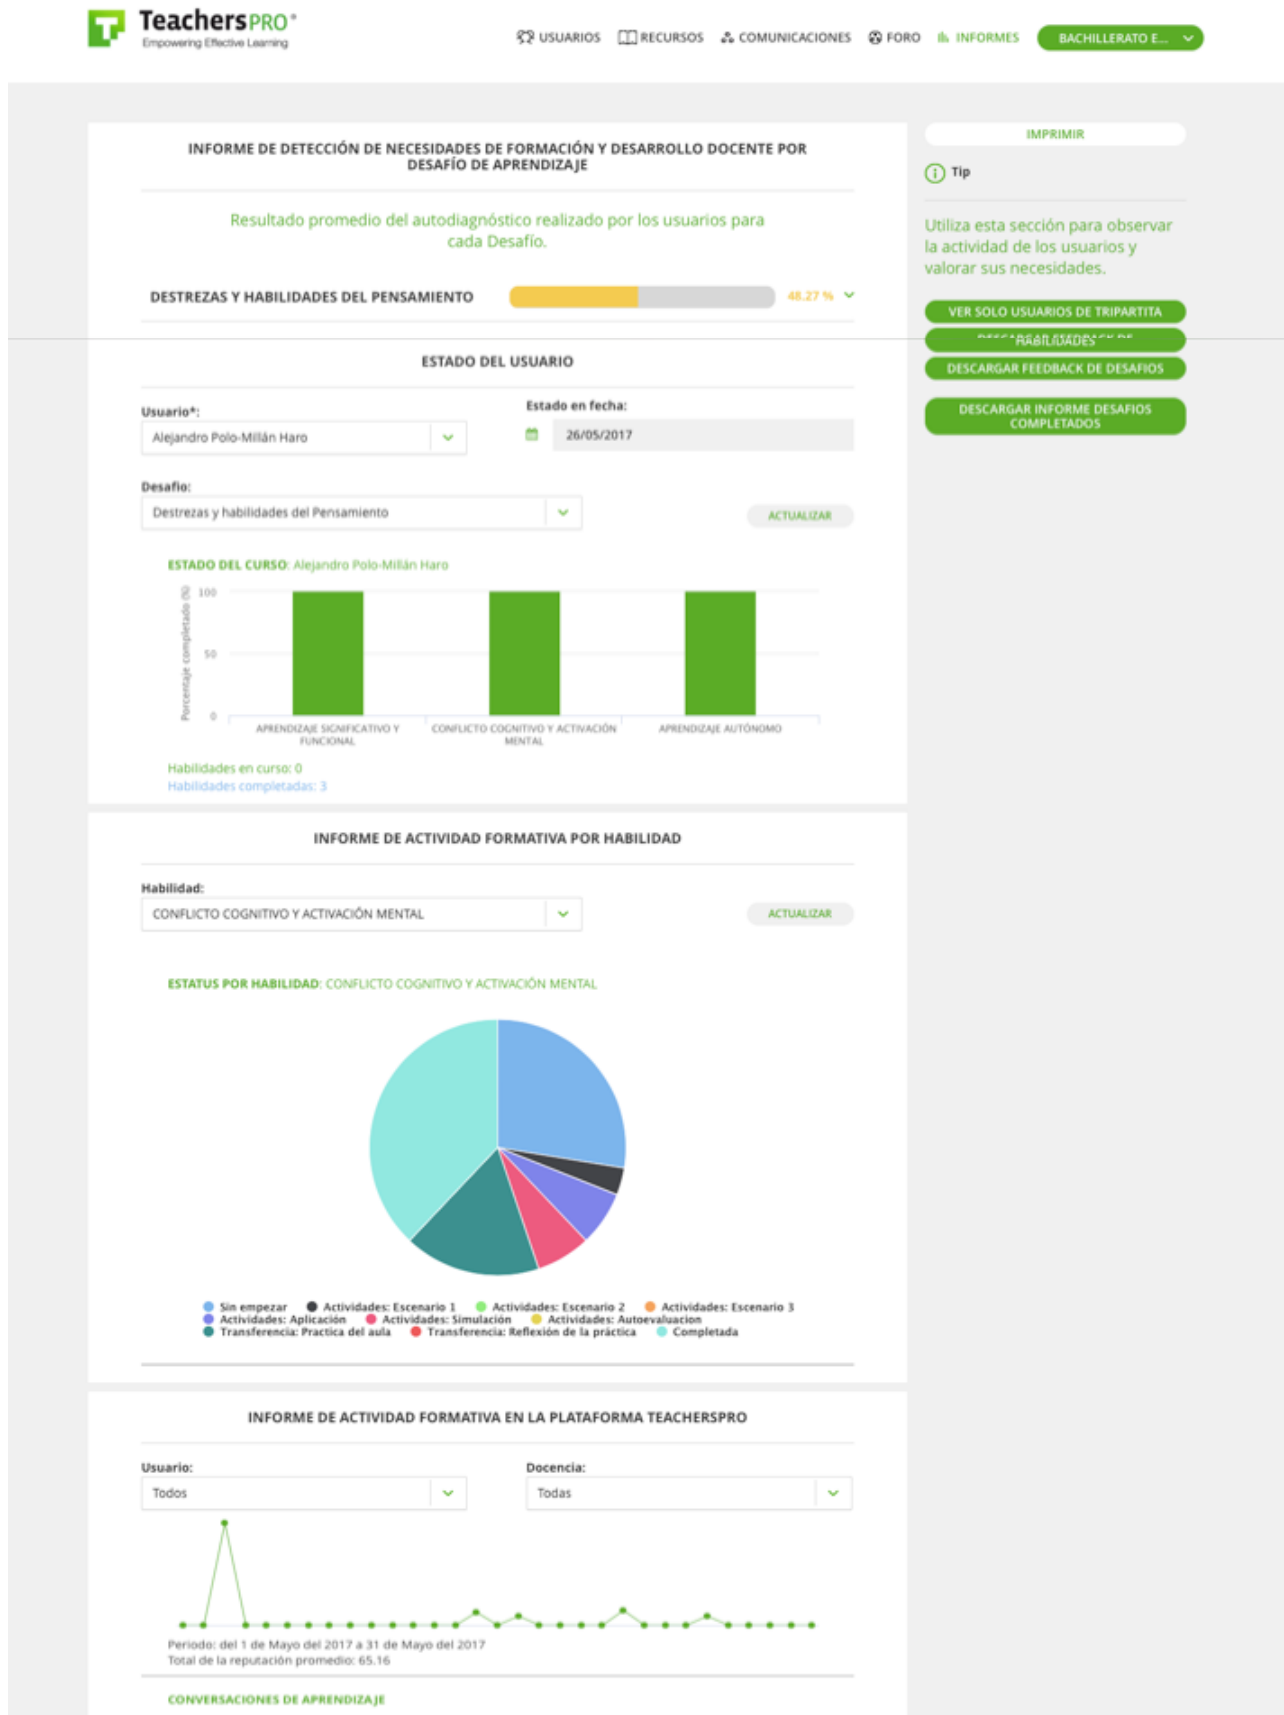 TeachersPRO®
Empowering Effective Learning
USUARIOS RECURSOS COMUNICACIONES FORO INFORMES BACHILLERATO E...
INFORME DE DETECCIÓN DE NECESIDADES DE FORMACIÓN Y DESARROLLO DOCENTE POR
DESAFÍO DE APRENDIZAJE
Resultado promedio del autodiagnóstico realizado por los usuarios para
cada Desafío.
DESTREZAS Y HABILIDADES DEL PENSAMIENTO 48.27 %
IMPRIMIR
Tip
Utiliza esta sección para observar
la actividad de los usuarios y
valorar sus necesidades.
VER SOLO USUARIOS DE TRIPARTITA
DESCARGAR FEEDBACK DE
HABILIDADES
DESCARGAR FEEDBACK DE DESAFIOS
DESCARGAR INFORME DESAFIOS
COMPLETADOS
ESTADO DEL USUARIO
Usuario*:
Alejandro Polo-Millán Haro
Estado en fecha:
26/05/2017
Desafio:
Destrezas y habilidades del Pensamiento
ACTUALIZAR
ESTADO DEL CURSO: Alejandro Polo-Millán Haro
Porcentaje completado (%)
100
50
0
APRENDIZAJE SIGNIFICATIVO Y
FUNCIONAL
CONFLICTO COGNITIVO Y ACTIVACIÓN
MENTAL
APRENDIZAJE AUTÓNOMO
Habilidades en curso: 0
Habilidades completadas: 3
INFORME DE ACTIVIDAD FORMATIVA POR HABILIDAD
Habilidad:
CONFLICTO COGNITIVO Y ACTIVACIÓN MENTAL
ACTUALIZAR
ESTATUS POR HABILIDAD: CONFLICTO COGNITIVO Y ACTIVACIÓN MENTAL
Sin empezar Actividades: Escenario 1 Actividades: Escenario 2 Actividades: Escenario 3
Actividades: Aplicación Actividades: Simulación Actividades: Autoevaluacion
Transferencia: Practica del aula Transferencia: Reflexión de la práctica Completada
INFORME DE ACTIVIDAD FORMATIVA EN LA PLATAFORMA TEACHERSPRO
Usuario:
Todos
Docencia:
Todas
Periodo: del 1 de Mayo del 2017 a 31 de Mayo del 2017
Total de la reputación promedio: 65.16
CONVERSACIONES DE APRENDIZAJE